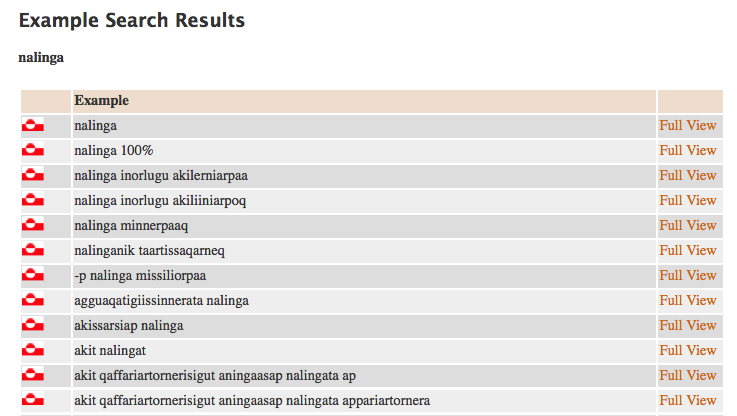 Example Search Results
nalinga
Example
nalinga Full View
nalinga 100% Full View
nalinga inorlugu akilerniarpaa Full View
nalinga inorlugu akiliiniarpoq Full View
nalinga minnerpaaq Full View
nalinganik taartissaqarneq Full View
-p nalinga missiliorpaa Full View
agguaqatigiissinnerata nalinga Full View
akissarsiap nalinga Full View
akit nalingat Full View
akit qaffariartornerisigut aningaasap nalingata ap Full View
akit qaffariartornerisigut aningaasap nalingata appariartornera Full View